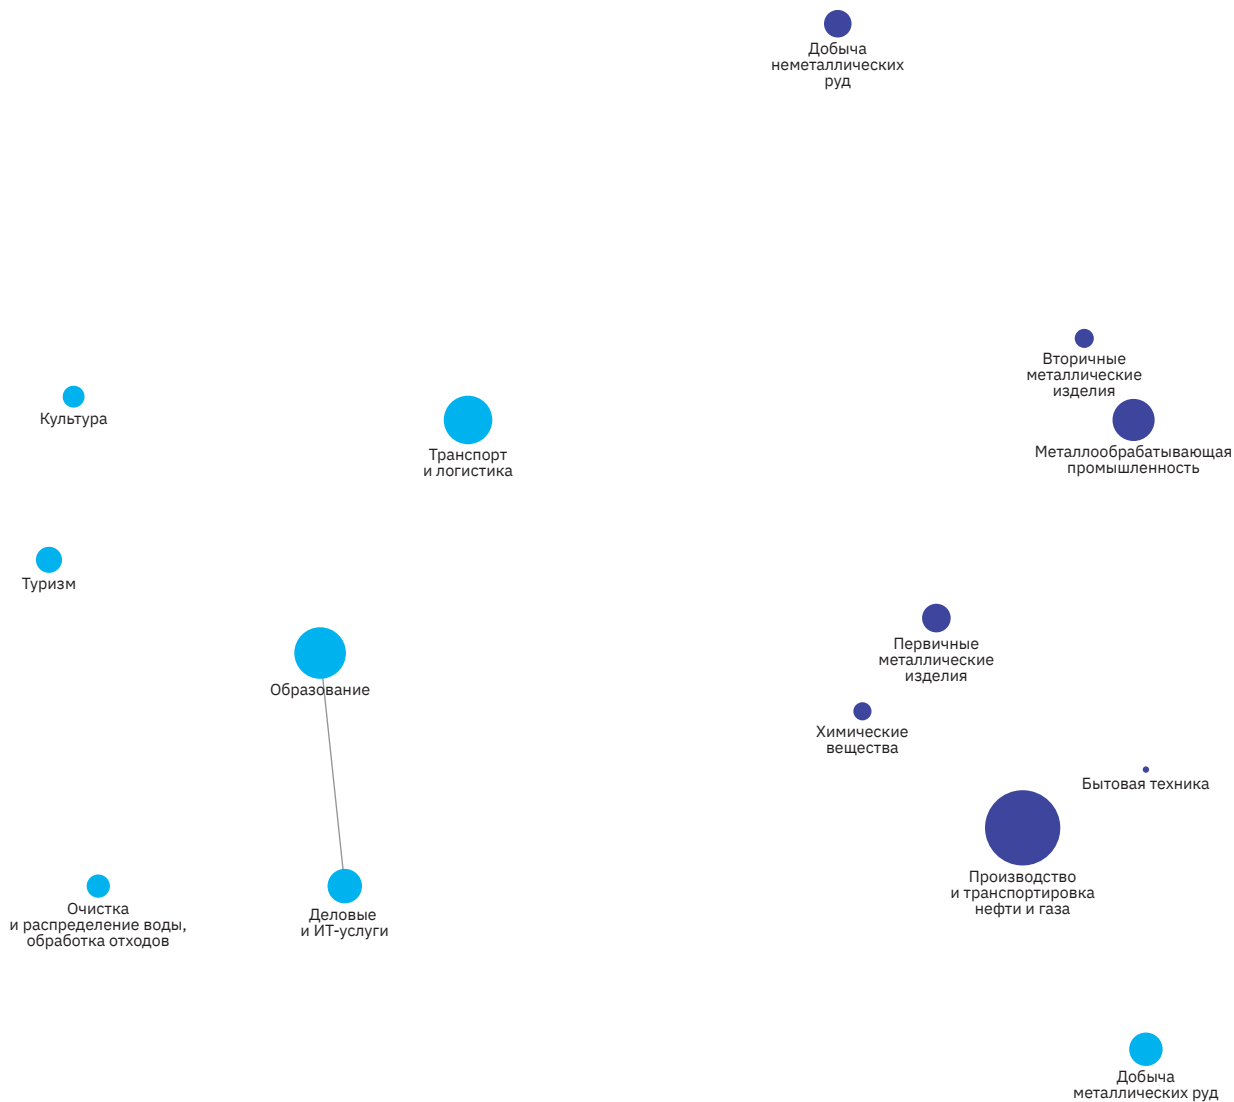 Добыча
неметаллических
руд
Вторичные
металлические
изделия
Культура
Транспорт
и логистика
Металлообрабатывающая
промышленность
Туризм
Первичные
металлические
изделия
Образование
Химические
вещества
Бытовая техника
Производство
и транспортировка
нефти и газа
Очистка
и распределение воды,
обработка отходов
Деловые
и ИТ-услуги
Добыча
металлических руд